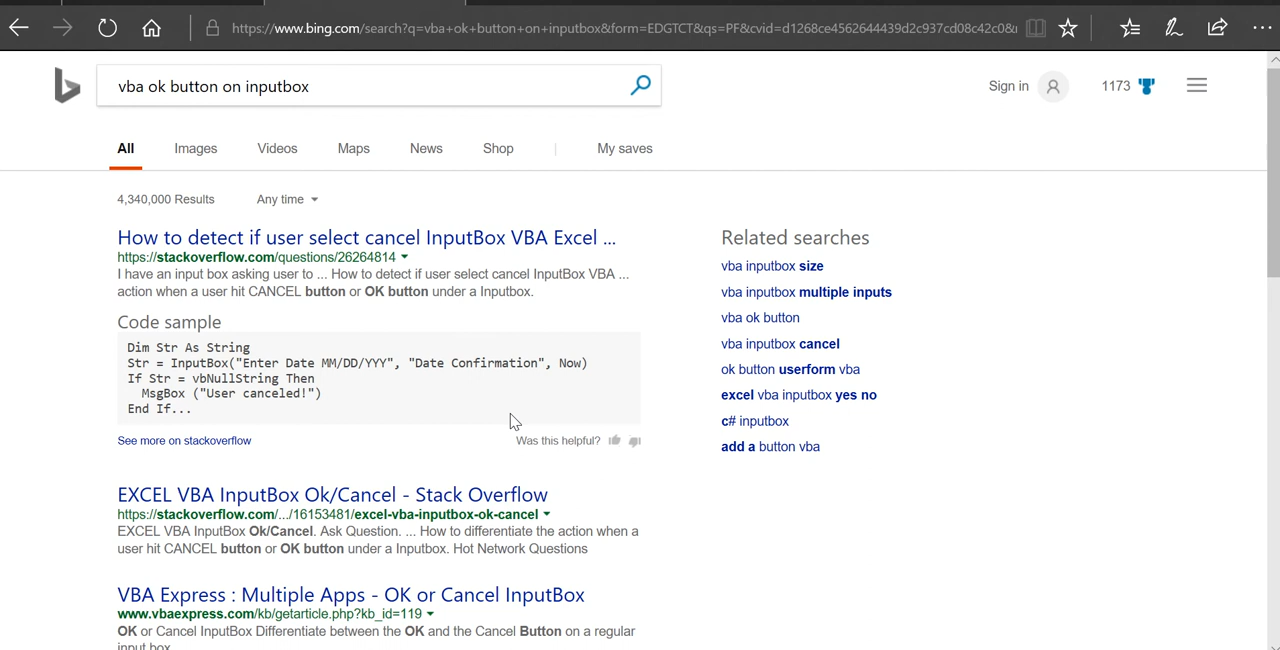 https://www.bing.com/search?q=vba+ok+button+on+inputbox&form=EDGTCT&qs=PF&cvid=d1268ce4562644439d2c937cd08c42c0&
vba ok button on inputbox
Sign in
1173
All
Images
Videos
Maps
News
Shop
My saves
4,340,000 Results
Any time
How to detect if user select cancel InputBox VBA Excel ...
https://stackoverflow.com/questions/26264814
I have an input box asking user to ... How to detect if user select cancel InputBox VBA ...
action when a user hit CANCEL button or OK button under a Inputbox.
Code sample
Dim Str As String
Str = InputBox("Enter Date MM/DD/YYY", "Date Confirmation", Now)
If Str = vbNullString Then
MsgBox ("User canceled!")
End If...
See more on stackoverflow
Was this helpful?
EXCEL VBA InputBox Ok/Cancel - Stack Overflow
https://stackoverflow.com/.../16153481/excel-vba-inputbox-ok-cancel
EXCEL VBA InputBox Ok/Cancel. Ask Question. ... How to differentiate the action when a
user hit CANCEL button or OK button under a Inputbox. Hot Network Questions
VBA Express : Multiple Apps - OK or Cancel InputBox
www.vbaexpress.com/kb/getarticle.php?kb_id=119
OK or Cancel InputBox Differentiate between the OK and the Cancel Button on a regular
input box.
Related searches
vba inputbox size
vba inputbox multiple inputs
vba ok button
vba inputbox cancel
ok button userform vba
excel vba inputbox yes no
c# inputbox
add a button vba